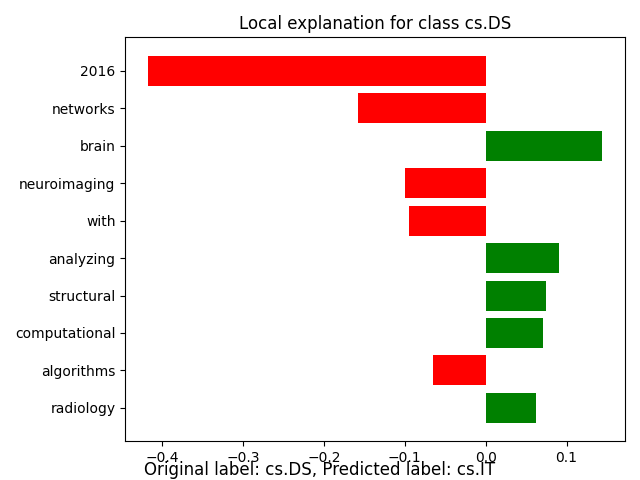 Local explanation for class cs.DS
2016
networks
brain
neuroimaging
with
analyzing
structural
computational
algorithms
radiology
−0.4 −0.3 −0.2 −0.1 0.0 0.1
Original label: cs.DS, Predicted label: cs.IT